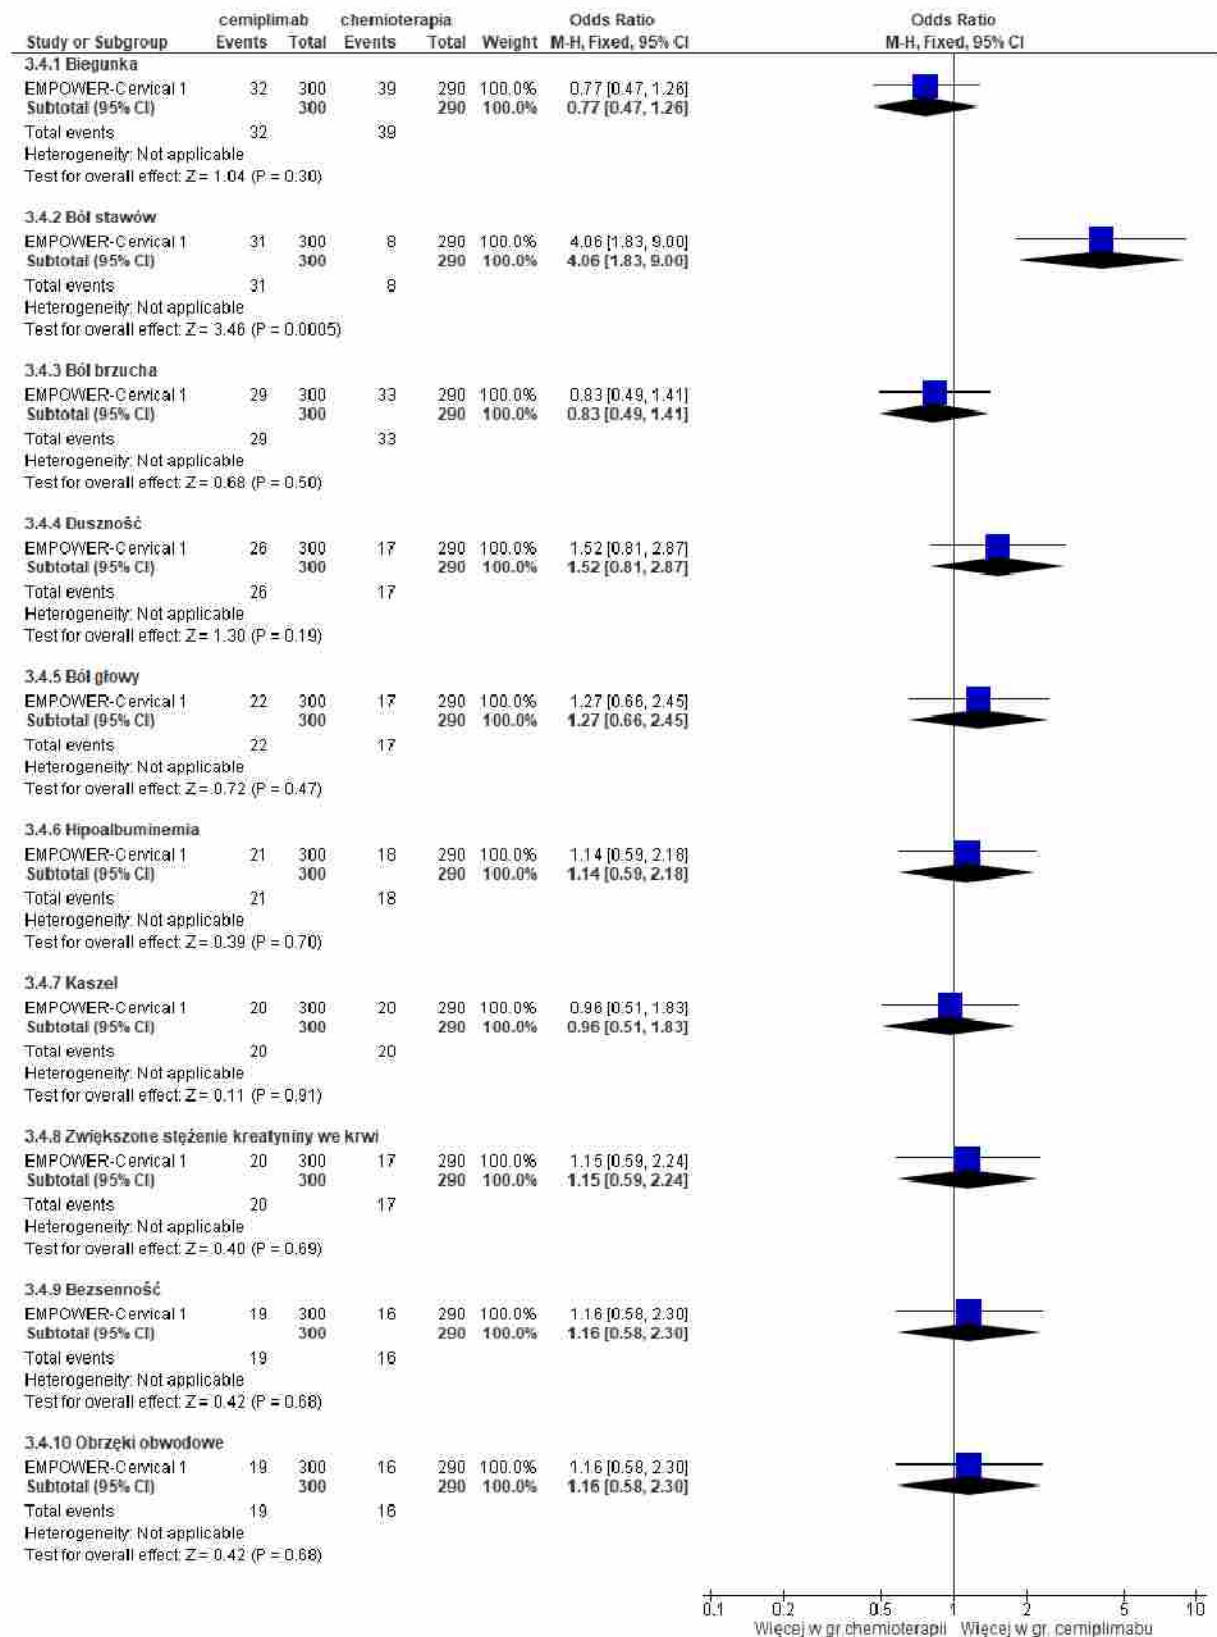 cemiplimab chemioterapia Odds Ratio Odds Ratio
Study or Subgroup Events Total Events Total Weight M-H, Fixed, 95% CI M-H, Fixed, 95% CI
3.4.1 Biegunka
EMPOWER-Cervical 1 32 300 39 290 100.0% 0.77 [0.47, 1.26]
Subtotal (95% CI) 300 290 100.0% 0.77 [0.47, 1.26]
Total events 32 39
Heterogeneity: Not applicable
Test for overall effect: Z = 1.04 (P = 0.30)
3.4.2 Ból stawów
EMPOWER-Cervical 1 31 300 8 290 100.0% 4.06 [1.83, 9.00]
Subtotal (95% CI) 300 290 100.0% 4.06 [1.83, 9.00]
Total events 31 8
Heterogeneity: Not applicable
Test for overall effect: Z = 3.46 (P = 0.0005)
3.4.3 Ból brzucha
EMPOWER-Cervical 1 29 300 33 290 100.0% 0.83 [0.49, 1.41]
Subtotal (95% CI) 300 290 100.0% 0.83 [0.49, 1.41]
Total events 29 33
Heterogeneity: Not applicable
Test for overall effect: Z = 0.68 (P = 0.50)
3.4.4 Duszność
EMPOWER-Cervical 1 26 300 17 290 100.0% 1.52 [0.81, 2.87]
Subtotal (95% CI) 300 290 100.0% 1.52 [0.81, 2.87]
Total events 26 17
Heterogeneity: Not applicable
Test for overall effect: Z = 1.30 (P = 0.19)
3.4.5 Ból głowy
EMPOWER-Cervical 1 22 300 17 290 100.0% 1.27 [0.66, 2.45]
Subtotal (95% CI) 300 290 100.0% 1.27 [0.66, 2.45]
Total events 22 17
Heterogeneity: Not applicable
Test for overall effect: Z = 0.72 (P = 0.47)
3.4.6 Hipoalbuminemia
EMPOWER-Cervical 1 21 300 18 290 100.0% 1.14 [0.59, 2.18]
Subtotal (95% CI) 300 290 100.0% 1.14 [0.59, 2.18]
Total events 21 18
Heterogeneity: Not applicable
Test for overall effect: Z = 0.39 (P = 0.70)
3.4.7 Kaszel
EMPOWER-Cervical 1 20 300 20 290 100.0% 0.96 [0.51, 1.83]
Subtotal (95% CI) 300 290 100.0% 0.96 [0.51, 1.83]
Total events 20 20
Heterogeneity: Not applicable
Test for overall effect: Z = 0.11 (P = 0.91)
3.4.8 Zwiększone stężenie kreatyniny we krwi
EMPOWER-Cervical 1 20 300 17 290 100.0% 1.15 [0.59, 2.24]
Subtotal (95% CI) 300 290 100.0% 1.15 [0.59, 2.24]
Total events 20 17
Heterogeneity: Not applicable
Test for overall effect: Z = 0.40 (P = 0.69)
3.4.9 Bezsenność
EMPOWER-Cervical 1 19 300 16 290 100.0% 1.16 [0.58, 2.30]
Subtotal (95% CI) 300 290 100.0% 1.16 [0.58, 2.30]
Total events 19 16
Heterogeneity: Not applicable
Test for overall effect: Z = 0.42 (P = 0.68)
3.4.10 Obrzęki obwodowe
EMPOWER-Cervical 1 19 300 16 290 100.0% 1.16 [0.58, 2.30]
Subtotal (95% CI) 300 290 100.0% 1.16 [0.58, 2.30]
Total events 19 16
Heterogeneity: Not applicable
Test for overall effect: Z = 0.42 (P = 0.68)
0.1 0.2 0.5 1 2 5 10
Więcej w gr.chemioterapii Więcej w gr. cemiplimabu